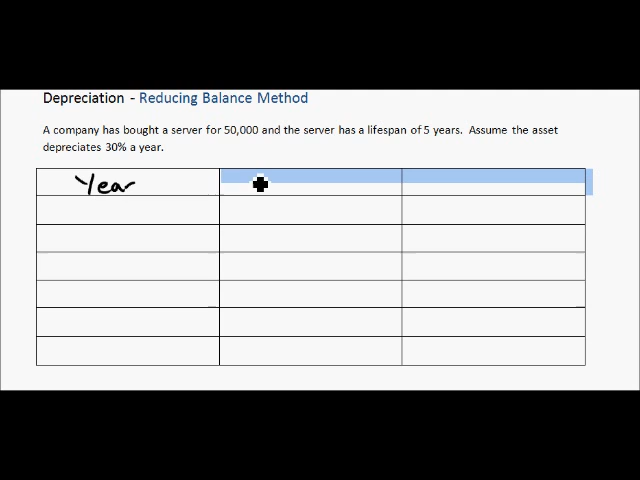 Depreciation - Reducing Balance Method
A company has bought a server for 50,000 and the server has a lifespan of 5 years. Assume the asset
depreciates 30% a year.
Year